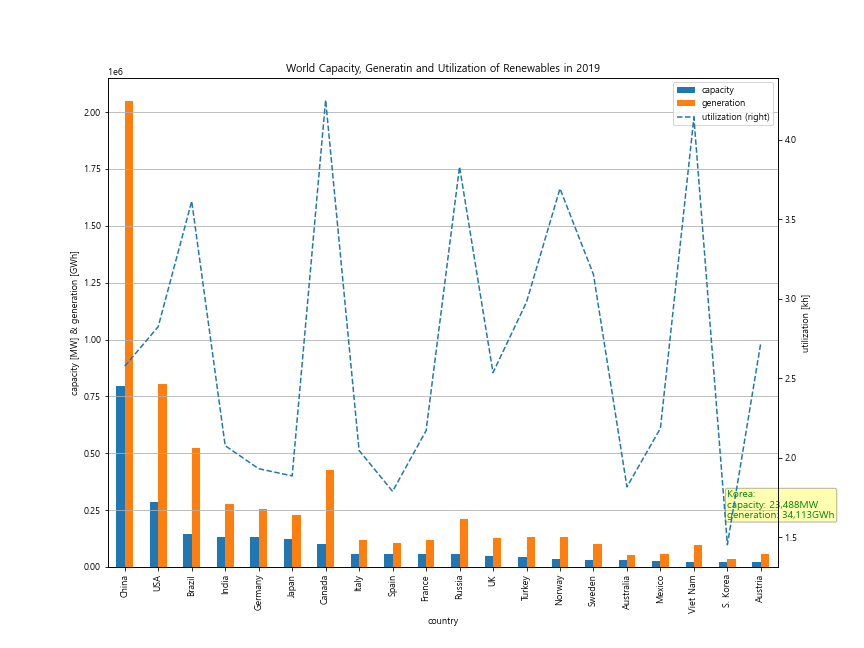 World Capacity, Generatin and Utilization of Renewables in 2019
1e6
capacity
generation
utilization (right)
2.00
1.75
1.50
1.25
1.00
0.75
0.50
0.25
0.00
capacity [MW] & generation [GWh]
4.0
3.5
3.0
2.5
2.0
1.5
utilization [kh]
Korea:
capacity: 23,488MW
generation: 34,113GWh
China
USA
Brazil
India
Germany
Japan
Canada
Italy
Spain
France
Russia
UK
Turkey
Norway
Sweden
Australia
Mexico
Viet Nam
S. Korea
Austria
country